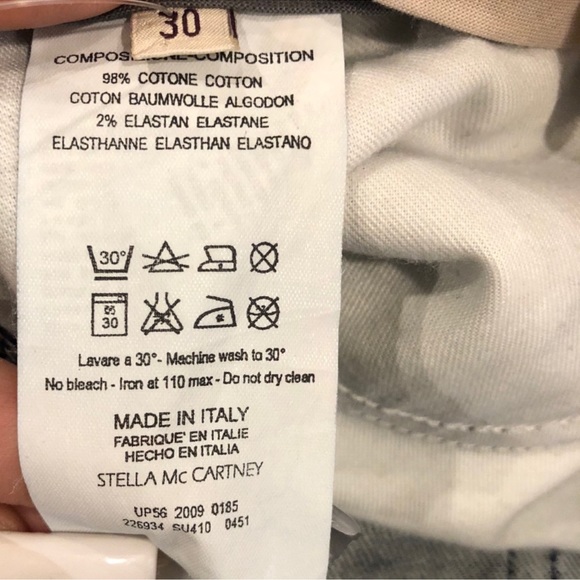 30
COMPOSIZIONE-COMPOSITION
98% COTONE COTTON
COTON BAUMWOLLE ALGODON
2% ELASTAN ELASTANE
ELASTHANNE ELASTHAN ELASTANO
30°
30
Lavare a 30°- Machine wash to 30°
No bleach - Iron at 110 max - Do not dry clean
MADE IN ITALY
FABRIQUE' EN ITALIE
HECHO EN ITALIA
STELLA Mc CARTNEY
UP56 2009 0185
226934 SU410 0451